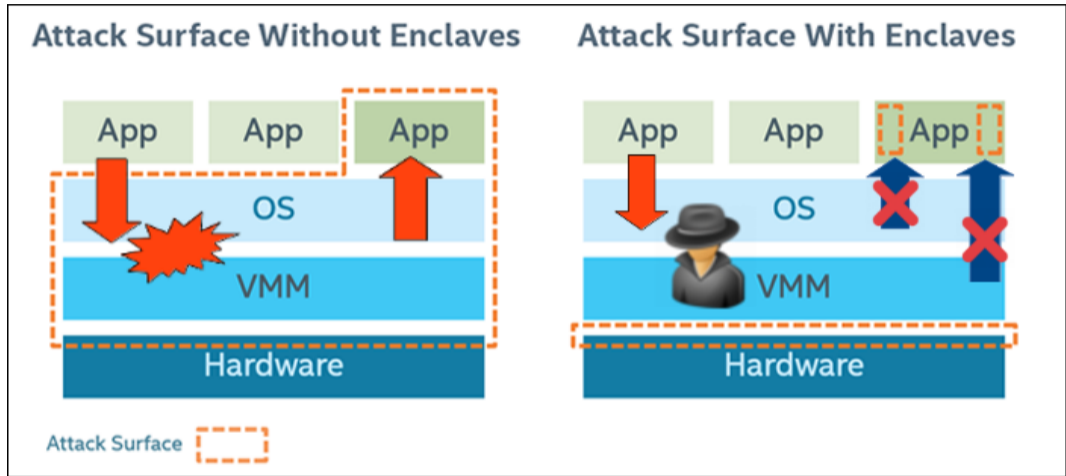 Attack Surface Without Enclaves
App App App
OS
VMM
Hardware
Attack Surface
Attack Surface With Enclaves
App App App
OS
VMM
Hardware